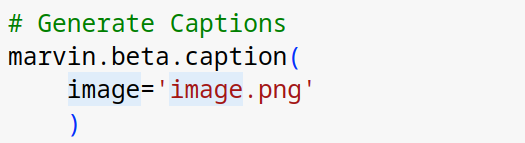 # Generate Captions
marvin.beta.caption(
    image='image.png'
    )